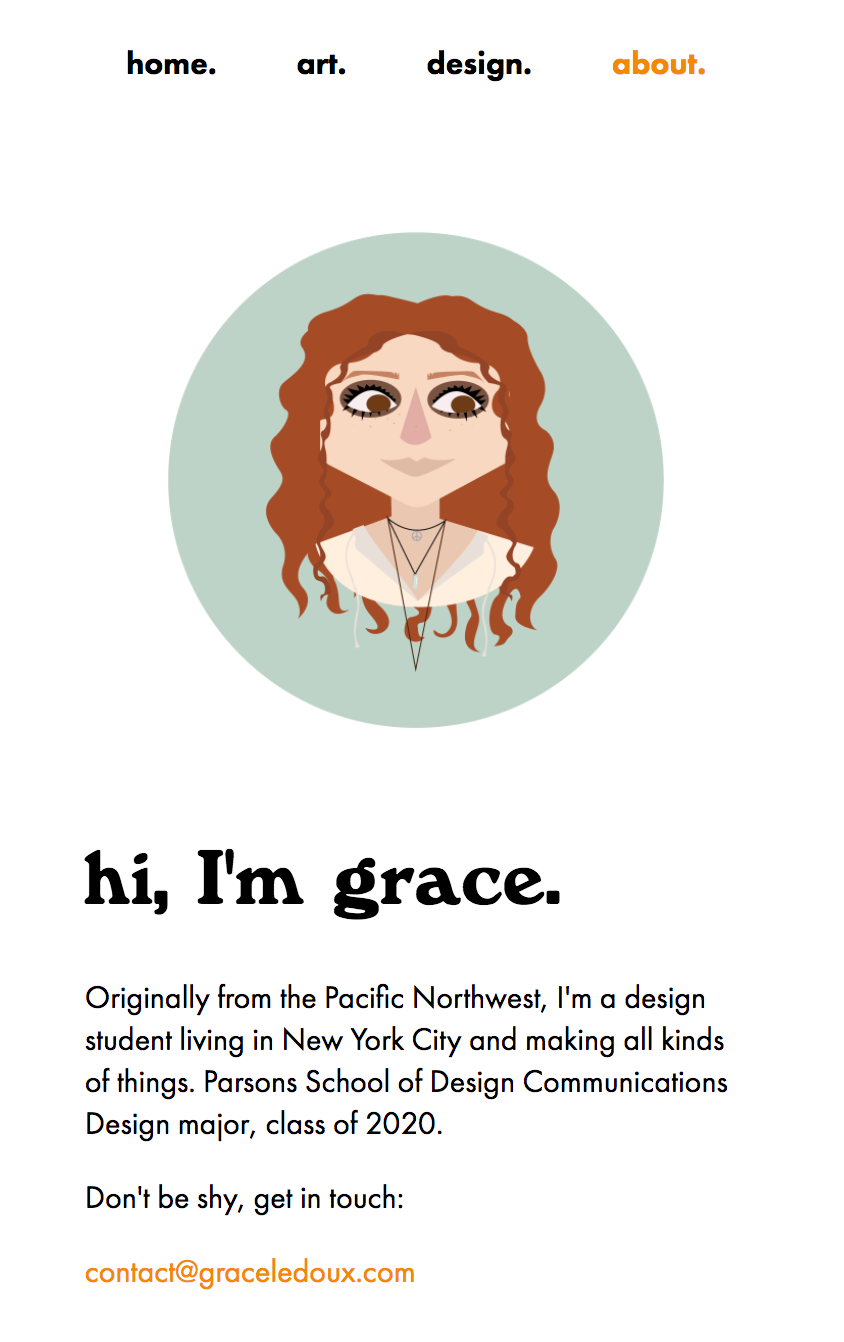 home. art. design. about.
hi, I'm grace.
Originally from the Pacific Northwest, I'm a design
student living in New York City and making all kinds
of things. Parsons School of Design Communications
Design major, class of 2020.
Don't be shy, get in touch:
contact@graceledoux.com